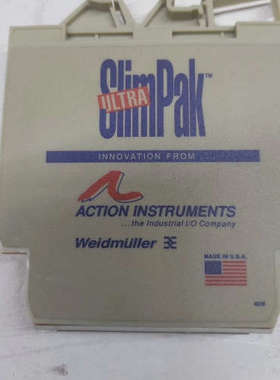 ULTRA
SlimPak™
INNOVATION FROM...
ACTION INSTRUMENTS
...the Industrial I/O Company
Weidmüller
MADE IN U.S.A.